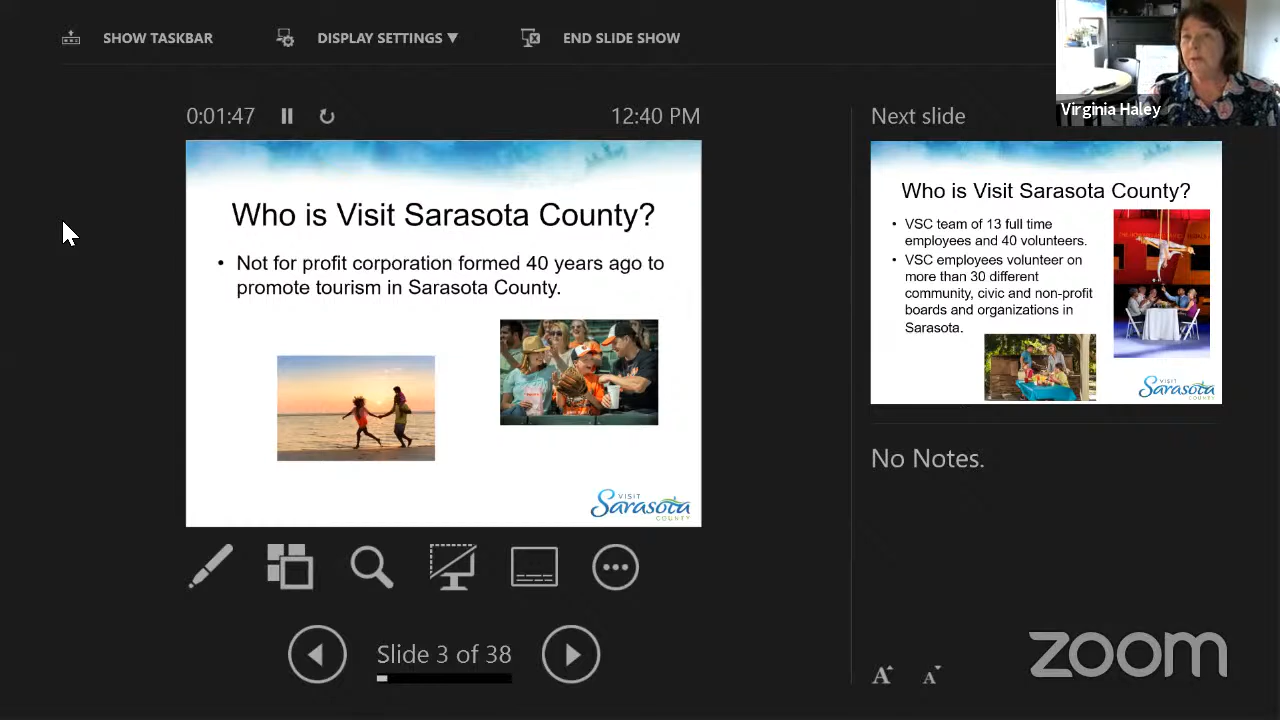 SHOW TASKBAR
DISPLAY SETTINGS ▼
END SLIDE SHOW
Virginia Haley
0:01:47
12:40 PM
Who is Visit Sarasota County?
• Not for profit corporation formed 40 years ago to
promote tourism in Sarasota County.
VISIT
Sarasota
COUNTY
Slide 3 of 38
Next slide
Who is Visit Sarasota County?
• VSC team of 13 full time
employees and 40 volunteers.
• VSC employees volunteer on
more than 30 different
community, civic and non-profit
boards and organizations in
Sarasota.
VISIT
Sarasota
COUNTY
No Notes.
A A
zoom